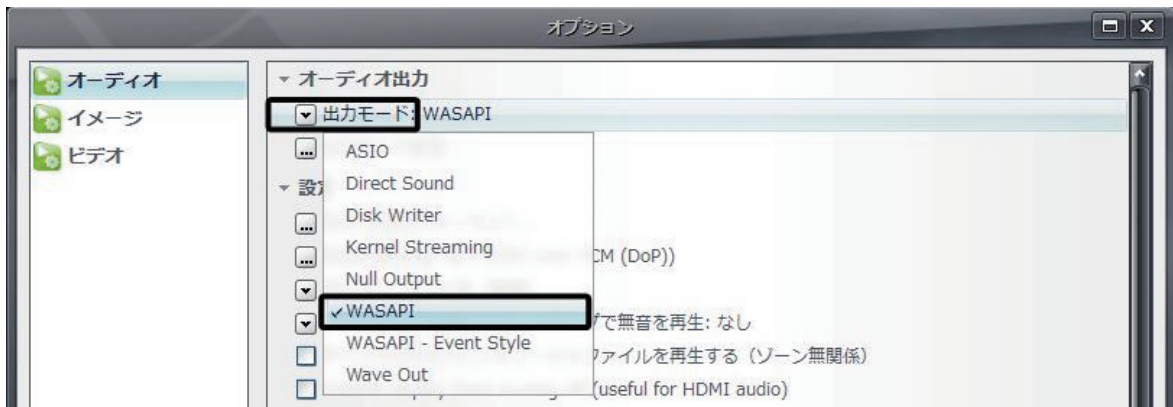 オプション
オーディオ
イメージ
ビデオ
オーディオ出力
出力モード: WASAPI
ASIO
Direct Sound
Disk Writer
Kernel Streaming
Null Output
✓WASAPI
WASAPI - Event Style
Wave Out
設定
CM (DoP))
で無音を再生: なし
ファイルを再生する（ゾーン無関係）
(useful for HDMI audio)